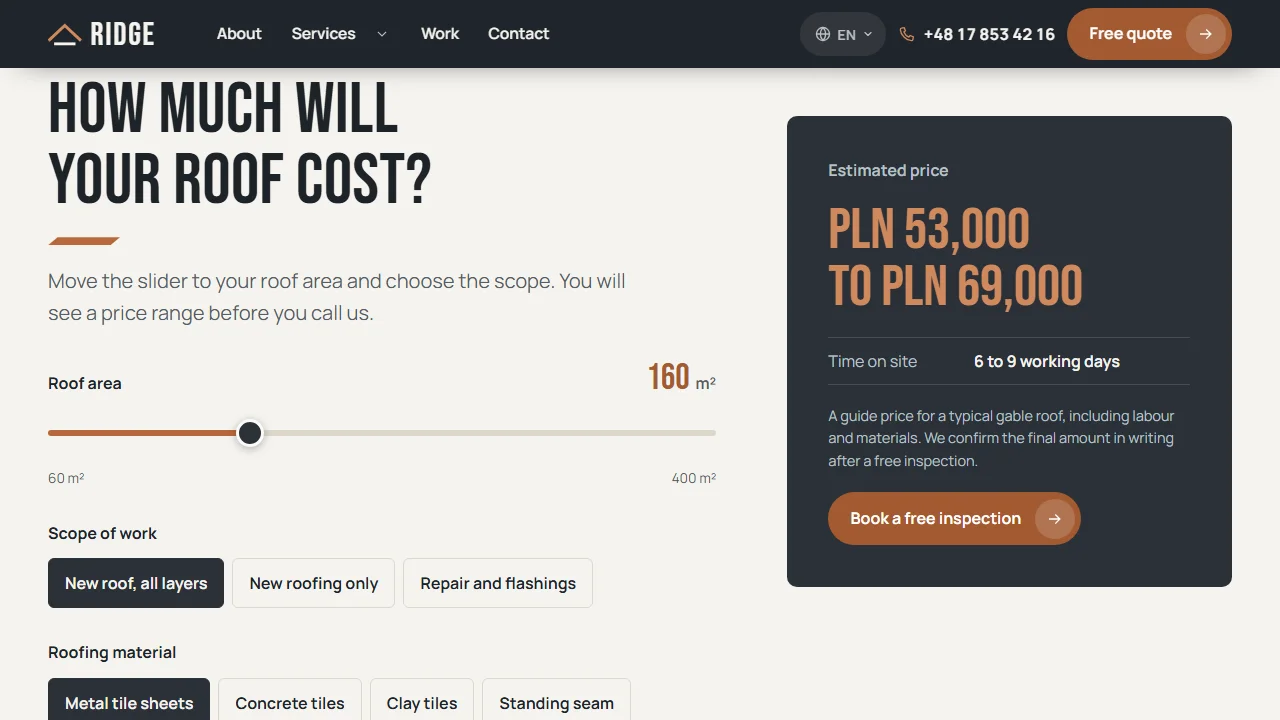 RIDGE
About
Services
Work
Contact
EN
+48 17 853 42 16
Free quote
HOW MUCH WILL
YOUR ROOF COST?
Move the slider to your roof area and choose the scope. You will
see a price range before you call us.
Roof area
160 m²
60 m²
400 m²
Scope of work
New roof, all layers
New roofing only
Repair and flashings
Roofing material
Metal tile sheets
Concrete tiles
Clay tiles
Standing seam
Estimated price
PLN 53,000
TO PLN 69,000
Time on site
6 to 9 working days
A guide price for a typical gable roof, including labour
and materials. We confirm the final amount in writing
after a free inspection.
Book a free inspection